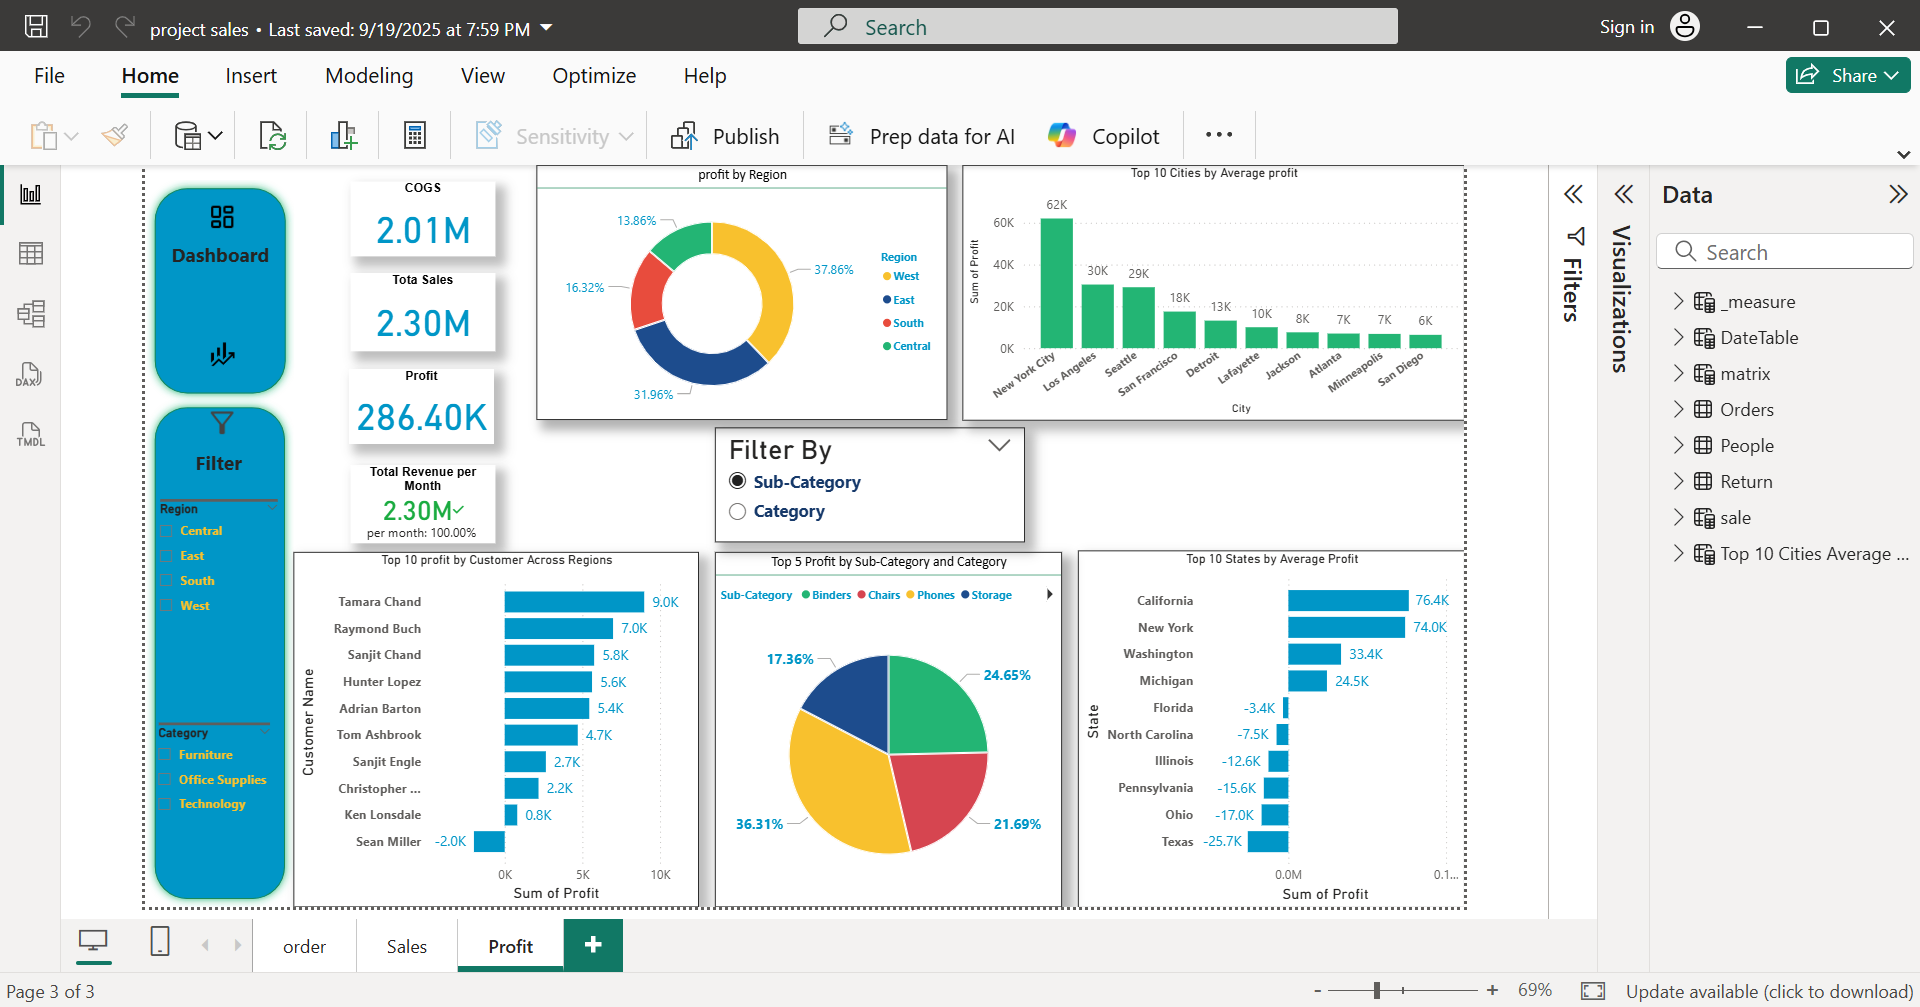 project sales • Last saved: 9/19/2025 at 7:59 PM
Search
Sign in
File
Home
Insert
Modeling
View
Optimize
Help
Share
Sensitivity
Publish
Prep data for AI
Copilot
DAX
TMDL
Dashboard
Filter
Region
Central
East
South
West
Category
Furniture
Office Supplies
Technology
COGS
2.01M
Tota Sales
2.30M
Profit
286.40K
Total Revenue per
Month
2.30M
per month: 100.00%
profit by Region
13.86%
16.32%
31.96%
37.86%
Region
West
East
South
Central
Top 10 Cities by Average profit
Sum of Profit
60K
40K
20K
0K
62K
30K
29K
18K
13K
10K
8K
7K
7K
6K
New York City
Los Angeles
Seattle
San Francisco
Detroit
Lafayette
Jackson
Atlanta
Minneapolis
San Diego
City
Filter By
Sub-Category
Category
Top 10 profit by Customer Across Regions
Customer Name
Tamara Chand 9.0K
Raymond Buch 7.0K
Sanjit Chand 5.8K
Hunter Lopez 5.6K
Adrian Barton 5.4K
Tom Ashbrook 4.7K
Sanjit Engle 2.7K
Christopher ... 2.2K
Ken Lonsdale 0.8K
Sean Miller -2.0K
0K 5K 10K
Sum of Profit
Top 5 Profit by Sub-Category and Category
Sub-Category Binders Chairs Phones Storage
17.36%
24.65%
36.31%
21.69%
Top 10 States by Average Profit
State
California 76.4K
New York 74.0K
Washington 33.4K
Michigan 24.5K
Florida -3.4K
North Carolina -7.5K
Illinois -12.6K
Pennsylvania -15.6K
Ohio -17.0K
Texas -25.7K
0.0M 0.1...
Sum of Profit
Filters
Visualizations
Data
Search
_measure
DateTable
matrix
Orders
People
Return
sale
Top 10 Cities Average ...
order
Sales
Profit
Page 3 of 3
69%
Update available (click to download)